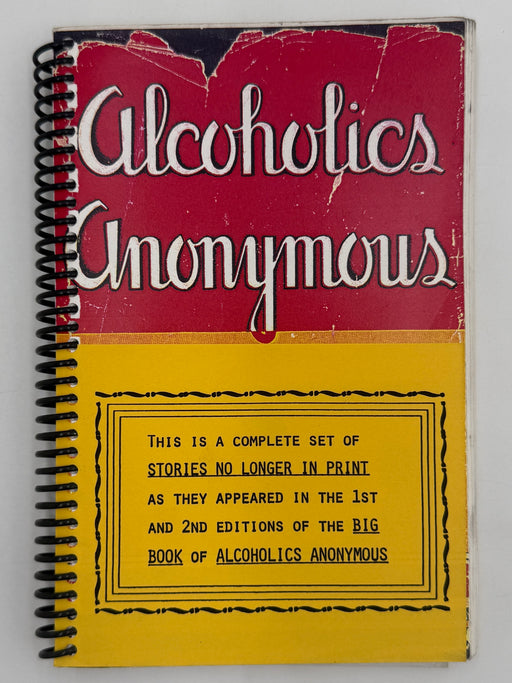 Alcoholics
Anonymous
THIS IS A COMPLETE SET OF
STORIES NO LONGER IN PRINT
AS THEY APPEARED IN THE 1ST
AND 2ND EDITIONS OF THE BIG
BOOK OF ALCOHOLICS ANONYMOUS